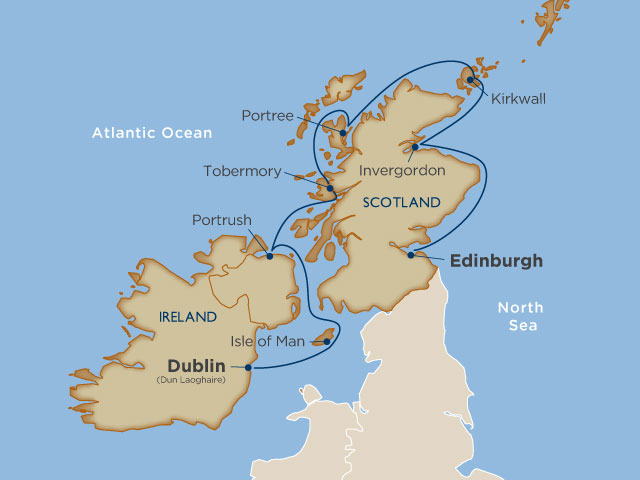 Kirkwall
Portree
Atlantic Ocean
Tobermory
Invergordon
SCOTLAND
Portrush
Edinburgh
North
Sea
IRELAND
Isle of Man
Dublin
(Dun Laoghaire)